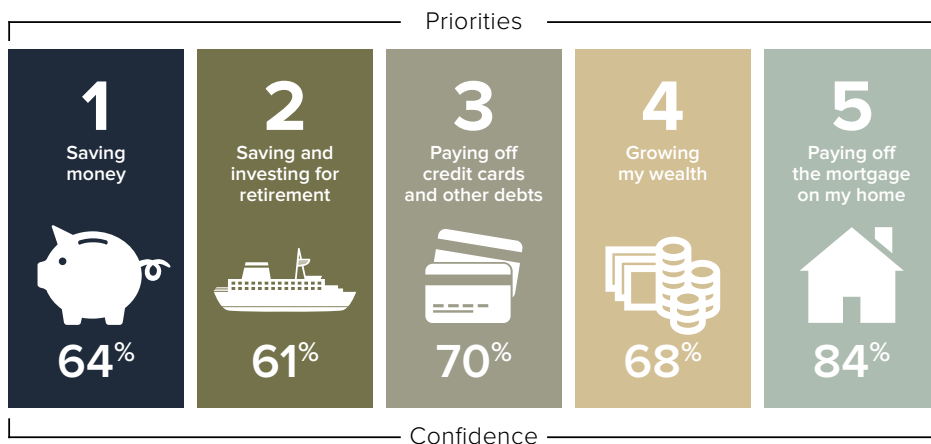 Priorities
1
Saving
money
64%
2
Saving and
investing for
retirement
61%
3
Paying off
credit cards
and other debts
70%
4
Growing
my wealth
68%
5
Paying off
the mortgage
on my home
84%
Confidence